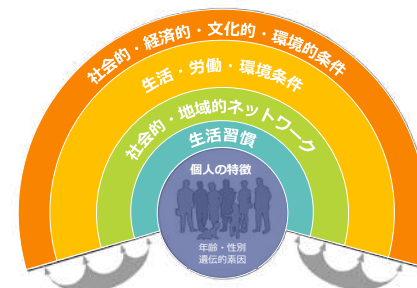 社会的・経済的・文化的・環境的条件
生活・労働・環境条件
社会的・地域的ネットワーク
生活習慣
個人の特徴
年齢・性別
遺伝的素因